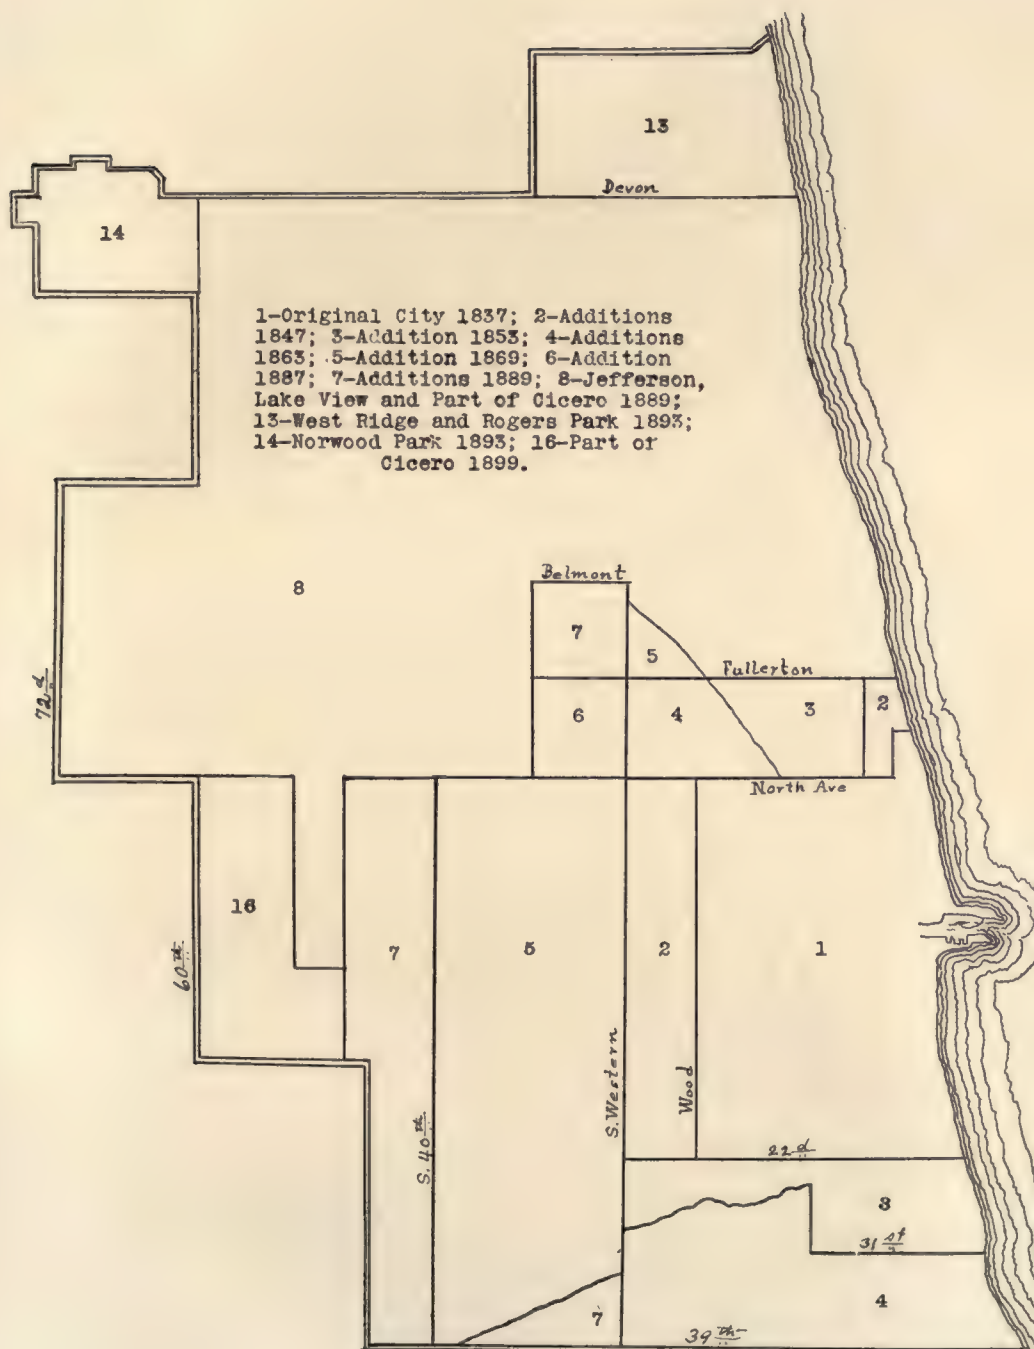 13
Devon
14
1-Original City 1837; 2-Additions
1847; 3-Addition 1853; 4-Additions
1863; 5-Addition 1869; 6-Addition
1887; 7-Additions 1889; 8-Jefferson,
Lake View and Part of Cicero 1889;
13-West Ridge and Rogers Park 1893;
14-Norwood Park 1893; 16-Part of
Cicero 1899.
8
Belmont
7
5
Fullerton
72d
6
4
3
2
North Ave
16
7
5
2
1
60th
S. 40th
S. Western
Wood
22d
3
31st
4
7
39th